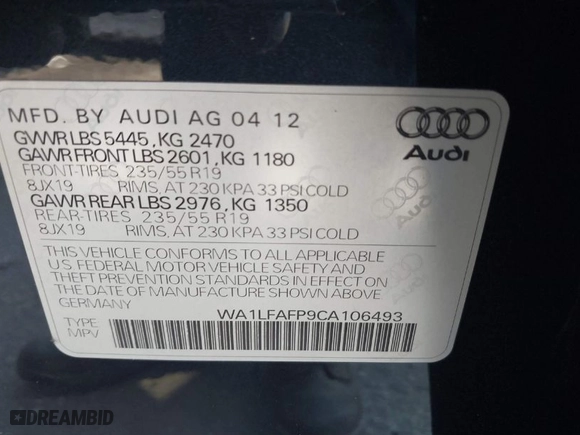 MFD. BY AUDI AG 04 12
GVWR LBS 5445, KG 2470
GAWR FRONT LBS 2601, KG 1180
FRONT-TIRES 235/55 R19
8JX19 RIMS, AT 230 KPA 33 PSI COLD
GAWR REAR LBS 2976, KG 1350
REAR-TIRES 235/55 R19
8JX19 RIMS, AT 230 KPA 33 PSI COLD
THIS VEHICLE CONFORMS TO ALL APPLICABLE
U.S FEDERAL MOTOR VEHICLE SAFETY AND
THEFT PREVENTION STANDARDS IN EFFECT ON
THE DATE OF MANUFACTURE SHOWN ABOVE
GERMANY
WA1LFAFP9CA106493
TYPE
MPV
Audi
DREAMBID